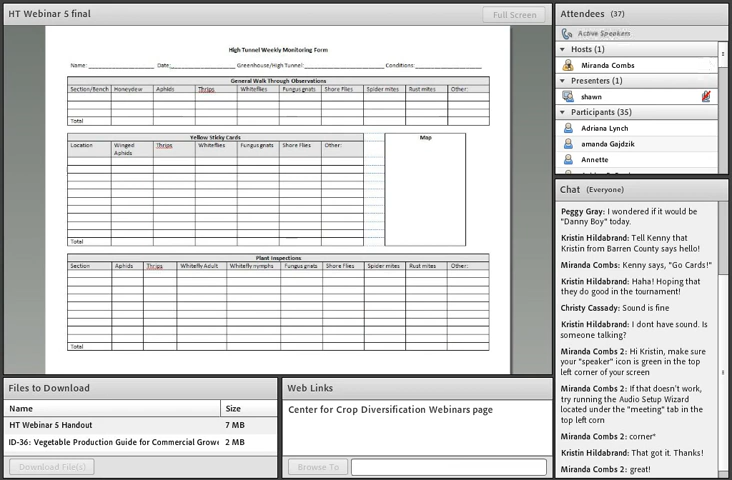 HT Webinar 5 final
Full Screen
High Tunnel Weekly Monitoring Form
Name: Date: Greenhouse/High Tunnel: Conditions:
General Walk Through Observations
Section/Bench Honeydew Aphids Thrips Whiteflies Fungus gnats Shore Flies Spider mites Rust mites Other:
Total
Yellow Sticky Cards
Location Winged Aphids Thrips Whiteflies Fungus gnats Shore Flies Other:
Total
Map
Plant Inspections
Section Aphids Thrips Whitefly Adult Whitefly nymphs Fungus gnats Shore Flies Spider mites Rust mites Other:
Total
Files to Download
Name Size
HT Webinar 5 Handout 7 MB
ID-36: Vegetable Production Guide for Commercial Growe 2 MB
Download File(s)
Web Links
Center for Crop Diversification Webinars page
Browse To
Attendees (37)
Active Speakers
Hosts (1)
Miranda Combs
Presenters (1)
shawn
Participants (35)
Adriana Lynch
amanda Gajdzik
Annette
Chat (Everyone)
Peggy Gray: I wondered if it would be
"Danny Boy" today.
Kristin Hildabrand: Tell Kenny that
Kristin from Barren County says hello!
Miranda Combs: Kenny says, "Go Cards!"
Kristin Hildabrand: Haha! Hoping that
they do good in the tournament!
Christy Cassady: Sound is fine
Kristin Hildabrand: I dont have sound. Is
someone talking?
Miranda Combs 2: Hi Kristin, make sure
your "speaker" icon is green in the top
left corner of your screen
Miranda Combs 2: If that doesn't work,
try running the Audio Setup Wizard
located under the "meeting" tab in the
top left corn
Miranda Combs 2: corner*
Kristin Hildabrand: That got it. Thanks!
Miranda Combs 2: great!